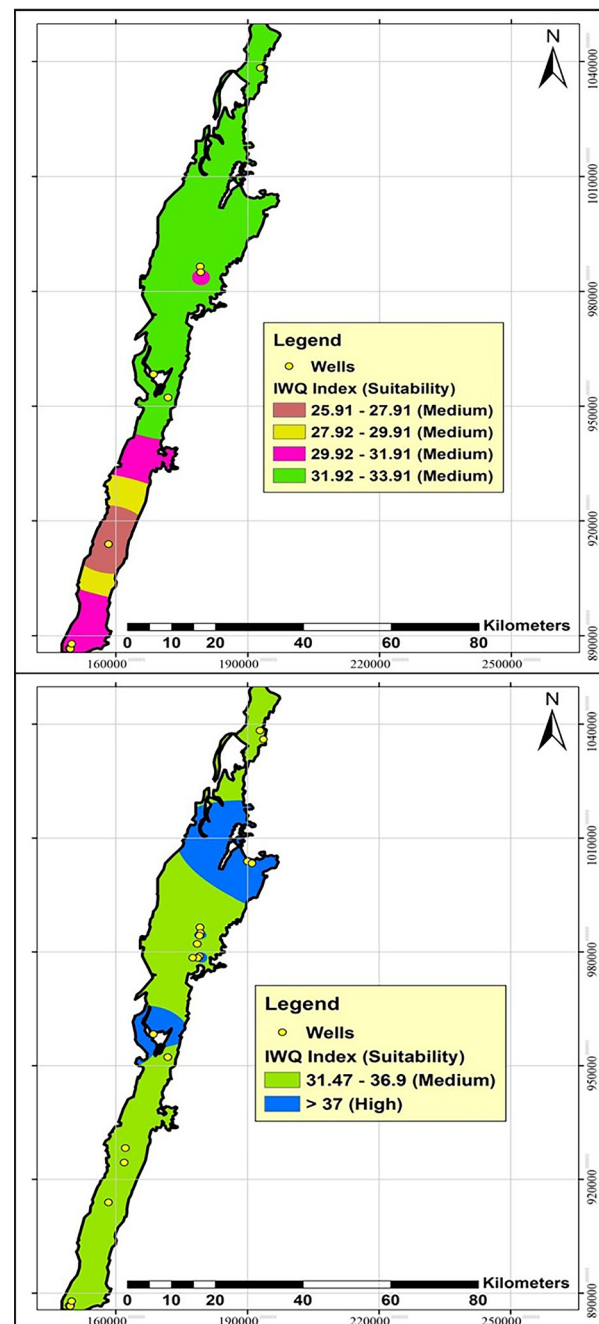 N
1040000
1010000
980000
950000
920000
890000
Legend
Wells
IWQ Index (Suitability)
25.91 - 27.91 (Medium)
27.92 - 29.91 (Medium)
29.92 - 31.91 (Medium)
31.92 - 33.91 (Medium)
Kilometers
0 10 20 40 60 80
160000 190000 220000 250000
N
1040000
1010000
980000
950000
920000
890000
Legend
Wells
IWQ Index (Suitability)
31.47 - 36.9 (Medium)
> 37 (High)
Kilometers
0 10 20 40 60 80
160000 190000 220000 250000